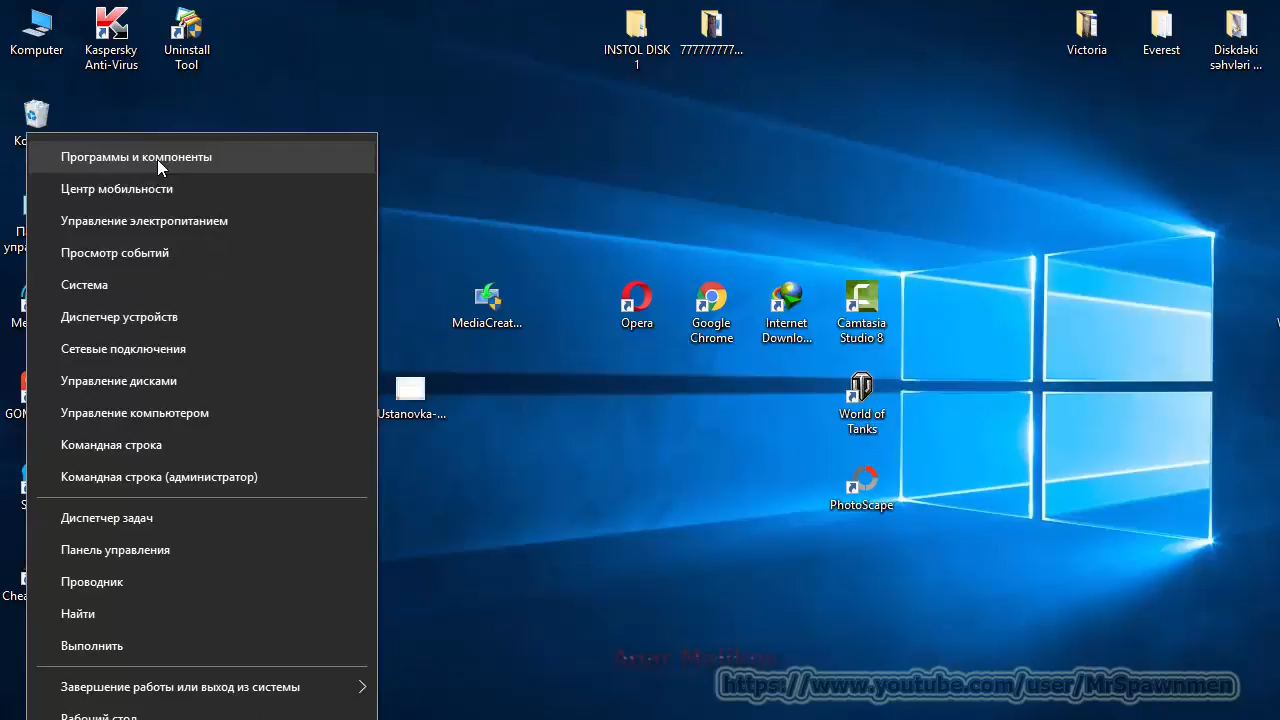 Komputer
Kaspersky
Anti-Virus
Uninstall
Tool
INSTOL DISK
1
777777777...
Victoria
Everest
Diskdəki
səhvləri ...
Программы и компоненты
Центр мобильности
Управление электропитанием
Просмотр событий
Система
Диспетчер устройств
Сетевые подключения
Управление дисками
Управление компьютером
Командная строка
Командная строка (администратор)
Диспетчер задач
Панель управления
Проводник
Найти
Выполнить
Завершение работы или выход из системы
Рабочий стол
MediaCreat...
Opera
Google
Chrome
Internet
Downlo...
Camtasia
Studio 8
Ustanovka-...
World of
Tanks
PhotoScape
https://www.youtube.com/user/MrSpawnmen